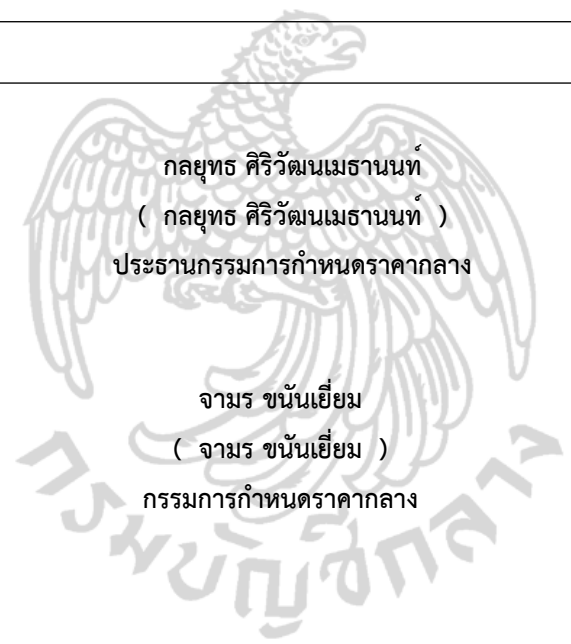 กลยุทธ ศิริวัฒนเมธานนท์
( กลยุทธ ศิริวัฒนเมธานนท์ )
ประธานกรรมการกำหนดราคากลาง
จามร ขนันเยี่ยม
( จามร ขนันเยี่ยม )
กรรมการกำหนดราคากลาง
กรมบัญชีกลาง